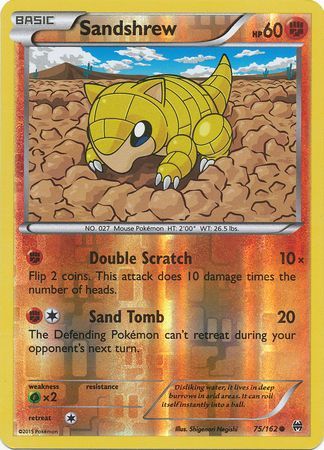 BASIC
Sandshrew
HP 60
NO. 027 Mouse Pokémon HT: 2'00" WT: 26.5 lbs.
Double Scratch 10×
Flip 2 coins. This attack does 10 damage times the
number of heads.
Sand Tomb 20
The Defending Pokémon can't retreat during your
opponent's next turn.
weakness resistance
×2
retreat
Disliking water, it lives in deep
burrows in arid areas. It can roll
itself instantly into a ball.
©2015 Pokémon
Illus. Shigenori Negishi
75/162